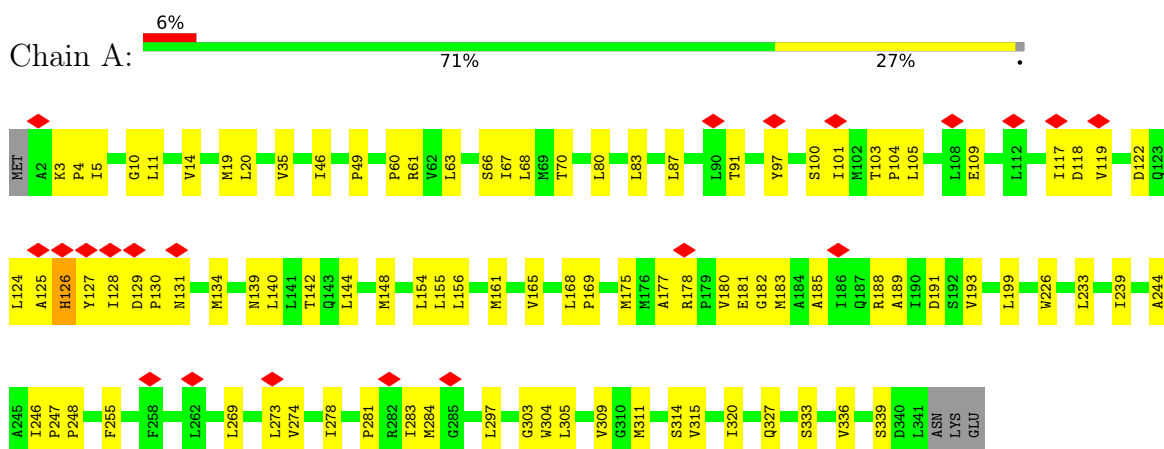 6%
Chain A:
71% 27% •
MET A2 K3 P4 I5 G10 L11 V14 M19 L20 V35 I46 P49 P60 R61 V62 L63 S66 I67 L68 M69 T70 L80 L83 L87 L90 T91 Y97 S100 I101 M102 T103 P104 L105 L108 E109 L112 I117 D118 V119 D122 Q123
L124 A125 H126 Y127 I128 D129 P130 N131 M134 N139 L140 L141 T142 Q143 L144 M148 L154 L155 L156 M161 V165 L168 P169 M175 M176 A177 R178 P179 V180 E181 G182 M183 A184 A185 I186 Q187 R188 A189 I190 D191 S192 V193 L199 W226 L233 I239 A244
A245 I246 P247 P248 F255 F258 L262 L269 L273 V274 I278 P281 R282 I283 M284 G285 L297 G303 W304 L305 V309 G310 M311 S314 V315 I320 Q327 S333 V336 S339 D340 L341 ASN LYS GLU